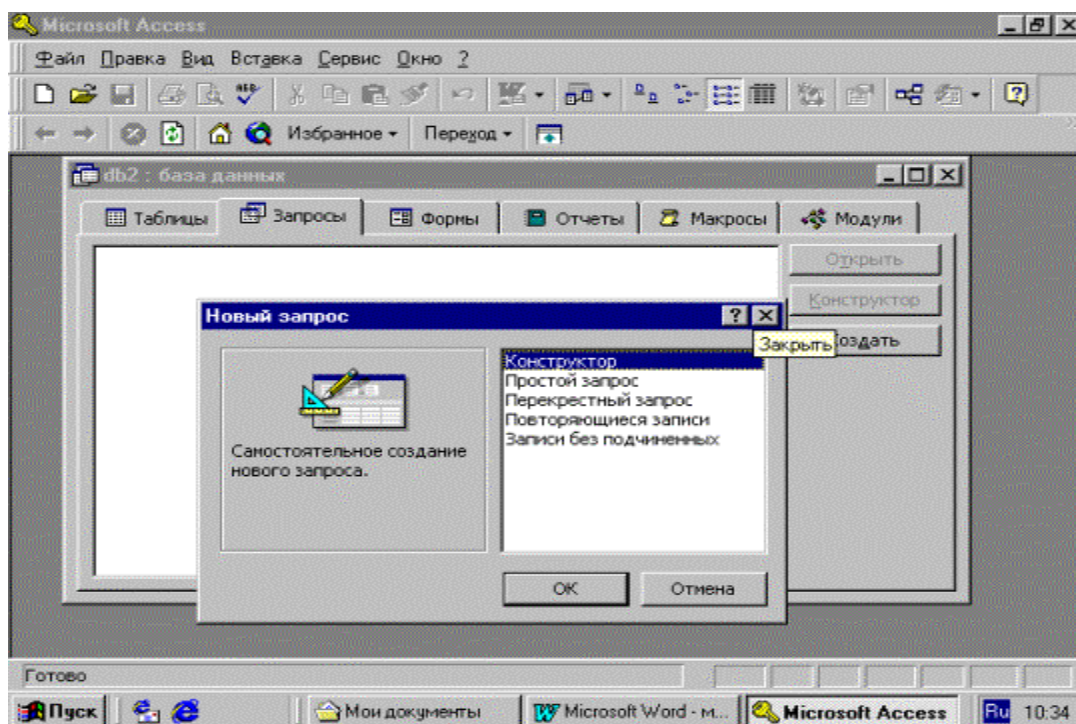 Microsoft Access
Файл Правка Вид Вставка Сервис Окно ?
Избранное Переход
db2 : база данных
Таблицы Запросы Формы Отчеты Макросы Модули
Открыть
Конструктор
Создать
Новый запрос
Закрыть
Конструктор
Простой запрос
Перекрестный запрос
Повторяющиеся записи
Записи без подчиненных
Самостоятельное создание
нового запроса.
OK Отмена
Готово
Пуск Мои документы Microsoft Word - м... Microsoft Access Ru 10:34